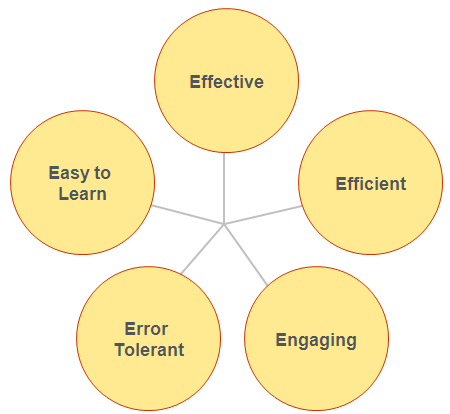 Effective
Easy to
Learn
Efficient
Error
Tolerant
Engaging